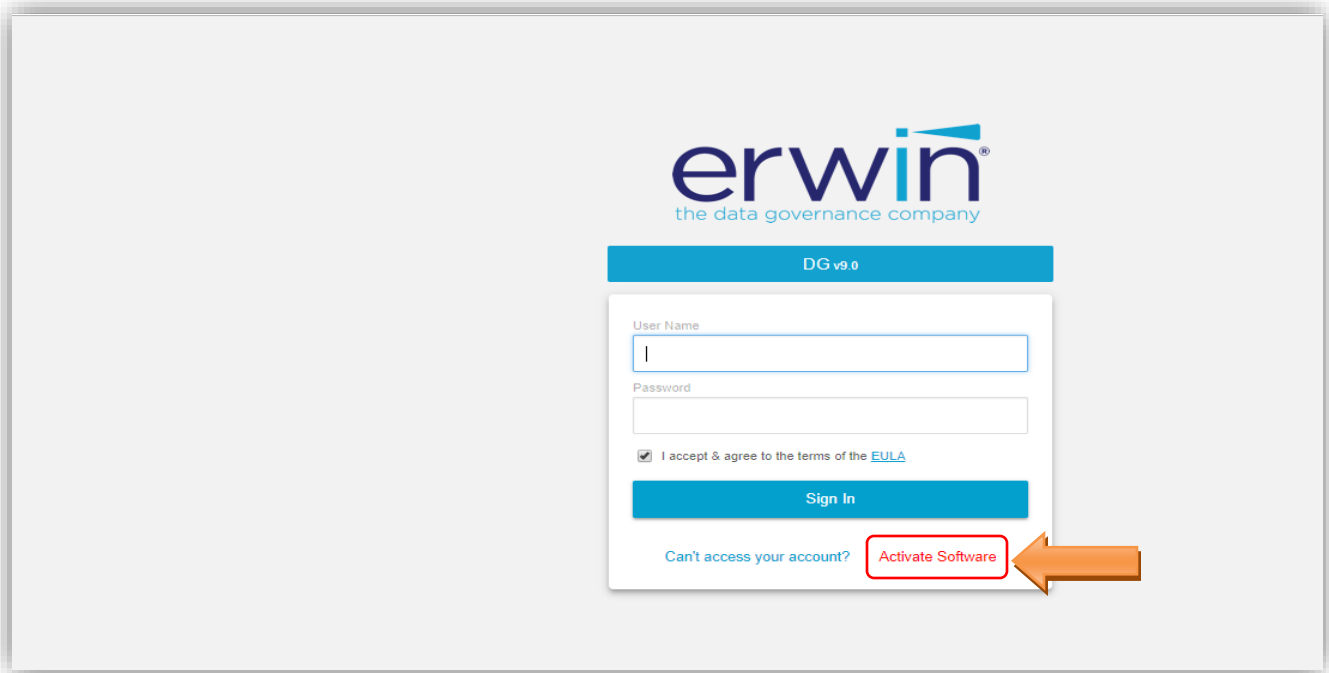 erwin®
the data governance company
DG v9.0
User Name
Password
I accept & agree to the terms of the EULA
Sign In
Can't access your account? Activate Software